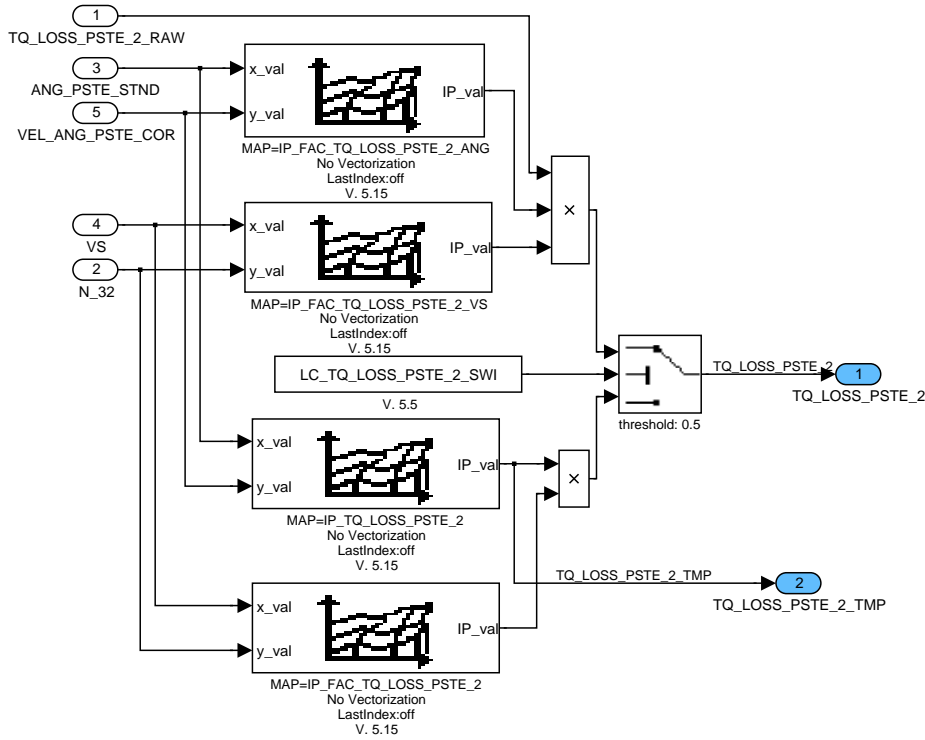 1
TQ_LOSS_PSTE_2_RAW
3
ANG_PSTE_STND
5
VEL_ANG_PSTE_COR
x_val
y_val
IP_val
MAP=IP_FAC_TQ_LOSS_PSTE_2_ANG
No Vectorization
LastIndex:off
V. 5.15
×
4
VS
2
N_32
x_val
y_val
IP_val
MAP=IP_FAC_TQ_LOSS_PSTE_2_VS
No Vectorization
LastIndex:off
V. 5.15
LC_TQ_LOSS_PSTE_2_SWI
V. 5.5
threshold: 0.5
TQ_LOSS_PSTE_2
1
TQ_LOSS_PSTE_2
x_val
y_val
IP_val
MAP=IP_TQ_LOSS_PSTE_2
No Vectorization
LastIndex:off
V. 5.15
×
TQ_LOSS_PSTE_2_TMP
2
TQ_LOSS_PSTE_2_TMP
x_val
y_val
IP_val
MAP=IP_FAC_TQ_LOSS_PSTE_2
No Vectorization
LastIndex:off
V. 5.15